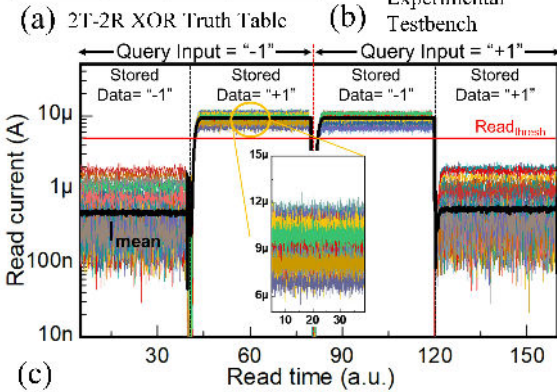 (a) 2T-2R XOR Truth Table
(b) Experimental
Testbench
Query Input = “-1”
Query Input = “+1”
Stored
Data= “-1”
Stored
Data= “+1”
Stored
Data= “-1”
Stored
Data= “+1”
Read current (A)
10μ
1μ
100n
10n
Readthresh
Imean
15μ
12μ
9μ
6μ
10 20 30
30 60 90 120 150
Read time (a.u.)
(c)